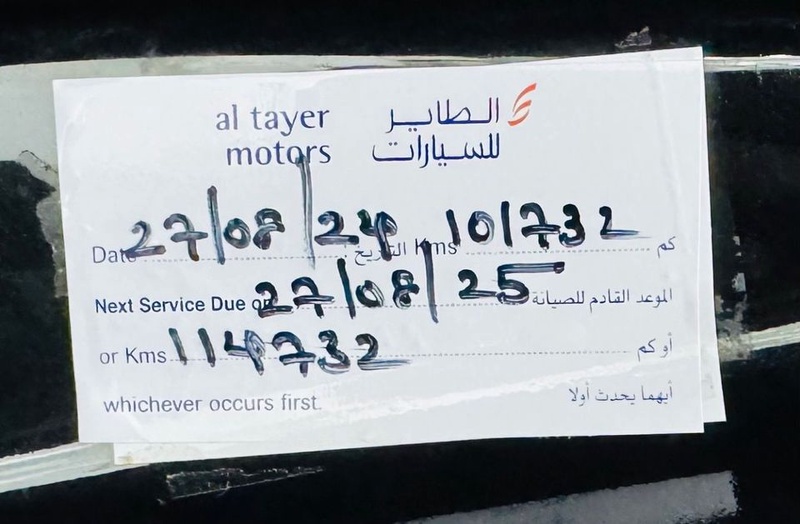 al tayer motors
الطاير للسيارات
Date 27/08/24 التاريخ: Kms 101732 كم
Next Service Due on 27/08/25 الموعد القادم للصيانة
or Kms 114732 أو كم
whichever occurs first. أيهما يحدث أولا